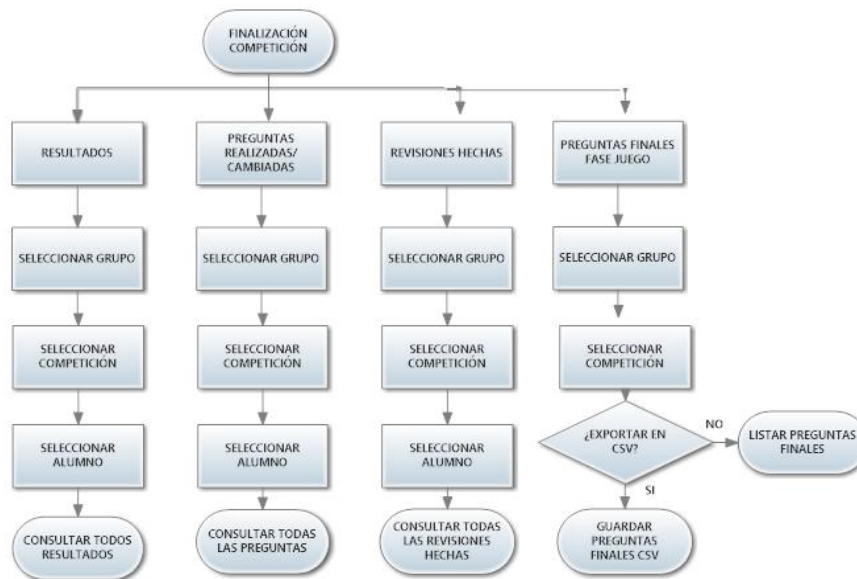 FINALIZACIÓN
COMPETICIÓN
RESULTADOS
PREGUNTAS
REALIZADAS/
CAMBIADAS
REVISIONES HECHAS
PREGUNTAS FINALES
FASE JUEGO
SELECCIONAR GRUPO
SELECCIONAR GRUPO
SELECCIONAR GRUPO
SELECCIONAR GRUPO
SELECCIONAR
COMPETICIÓN
SELECCIONAR
COMPETICIÓN
SELECCIONAR
COMPETICIÓN
SELECCIONAR
COMPETICIÓN
SELECCIONAR
ALUMNO
SELECCIONAR
ALUMNO
SELECCIONAR
ALUMNO
¿EXPORTAR EN
CSV?
NO
LISTAR PREGUNTAS
FINALES
SI
CONSULTAR TODOS
RESULTADOS
CONSULTAR TODAS
LAS PREGUNTAS
CONSULTAR TODAS
LAS REVISIONES
HECHAS
GUARDAR
PREGUNTAS
FINALES CSV